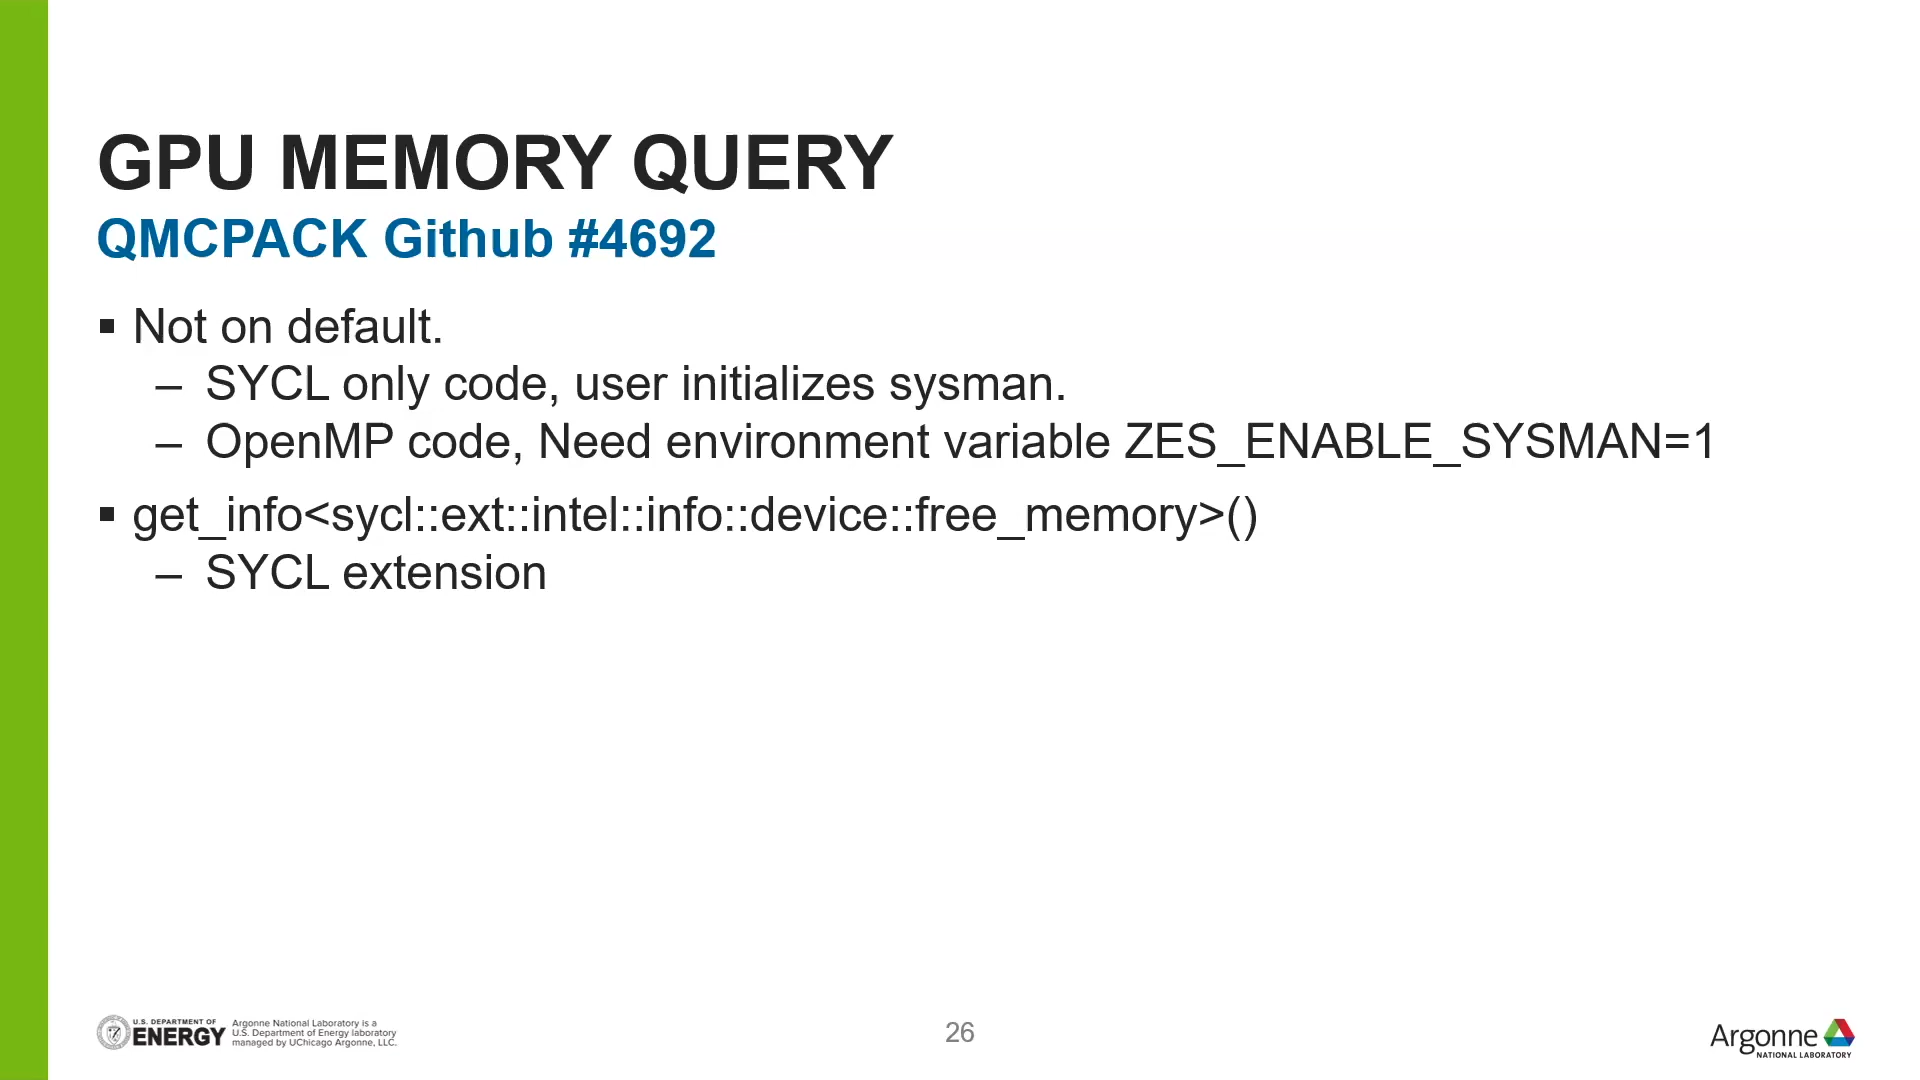 GPU MEMORY QUERY
QMCPACK Github #4692
▪ Not on default.
– SYCL only code, user initializes sysman.
– OpenMP code, Need environment variable ZES_ENABLE_SYSMAN=1
▪ get_info<sycl::ext::intel::info::device::free_memory>()
– SYCL extension
U.S. DEPARTMENT OF
ENERGY
Argonne National Laboratory is a
U.S. Department of Energy laboratory
managed by UChicago Argonne, LLC.
26
Argonne
NATIONAL LABORATORY